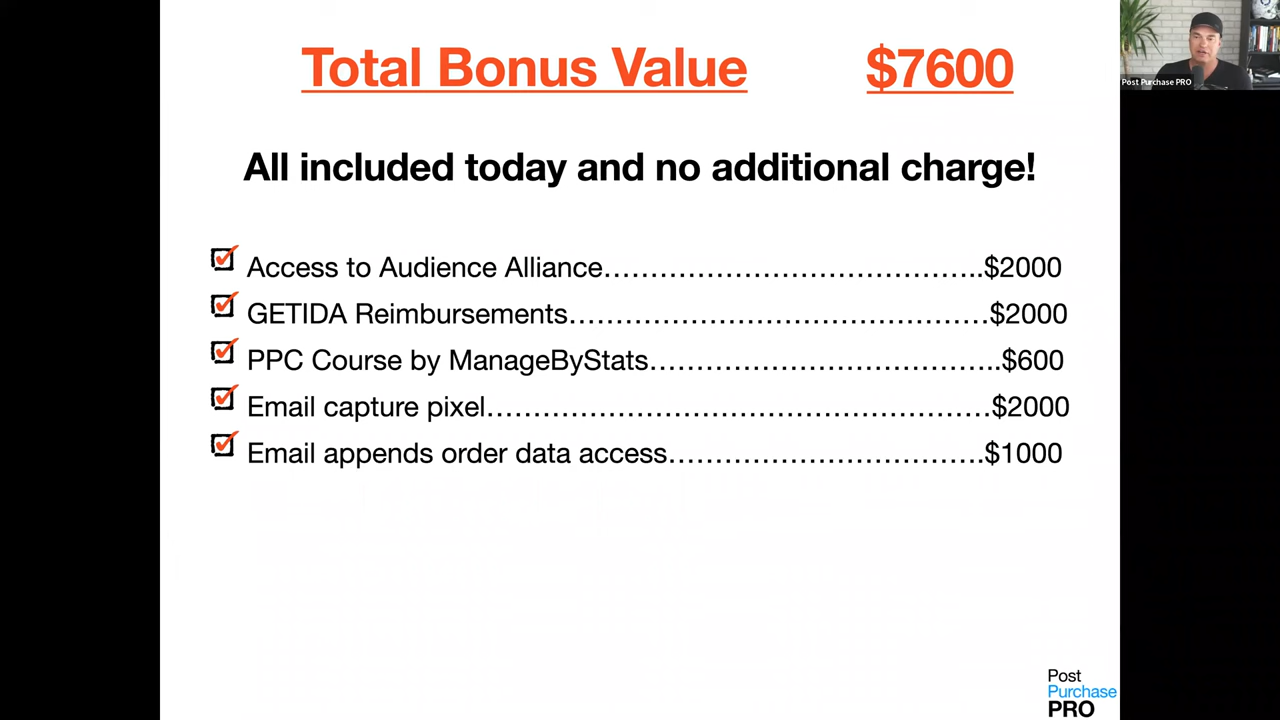 Total Bonus Value $7600
Post Purchase PRO
All included today and no additional charge!
Access to Audience Alliance…………………………………...$2000
GETIDA Reimbursements………………………………………$2000
PPC Course by ManageByStats………………………………..$600
Email capture pixel………………………………………………$2000
Email appends order data access…………………………….$1000
Post
Purchase
PRO